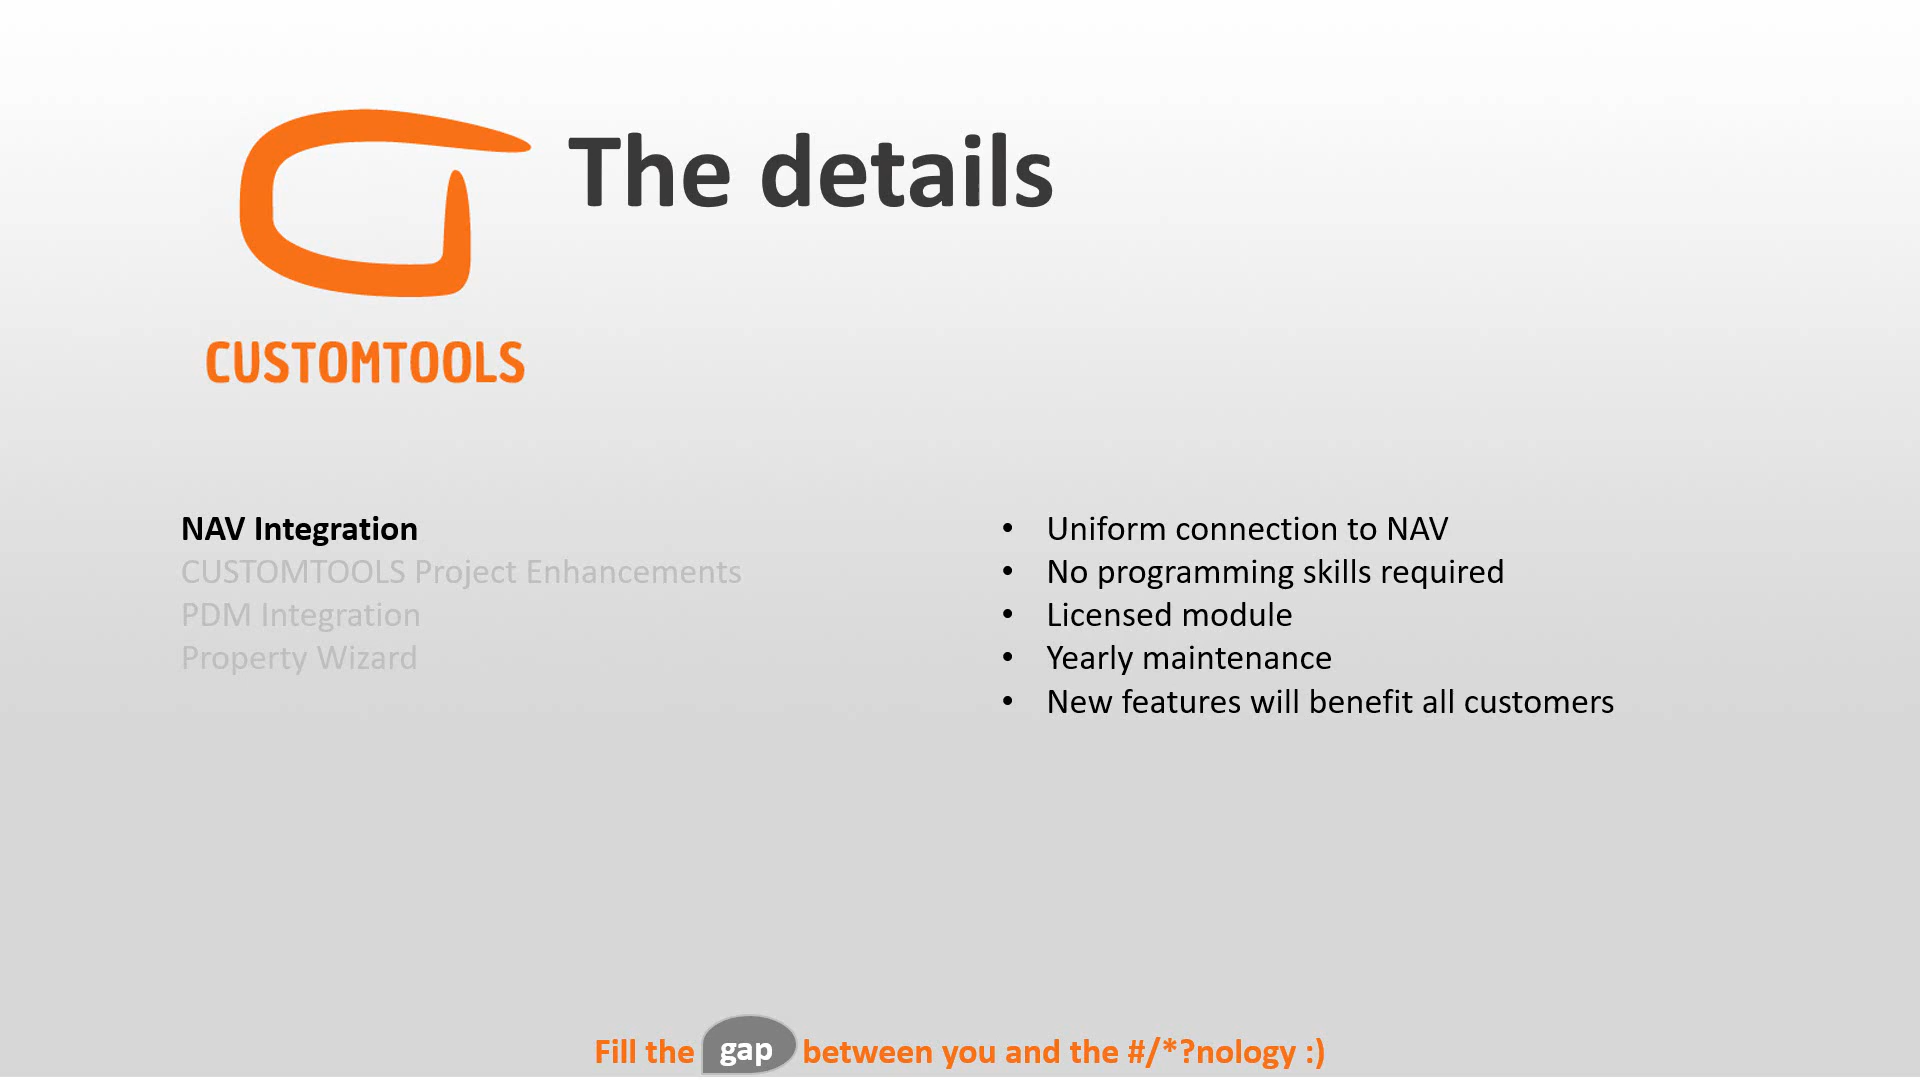 The details
CUSTOMTOOLS
NAV Integration
CUSTOMTOOLS Project Enhancements
PDM Integration
Property Wizard
• Uniform connection to NAV
• No programming skills required
• Licensed module
• Yearly maintenance
• New features will benefit all customers
Fill the gap between you and the #/*?nology :)